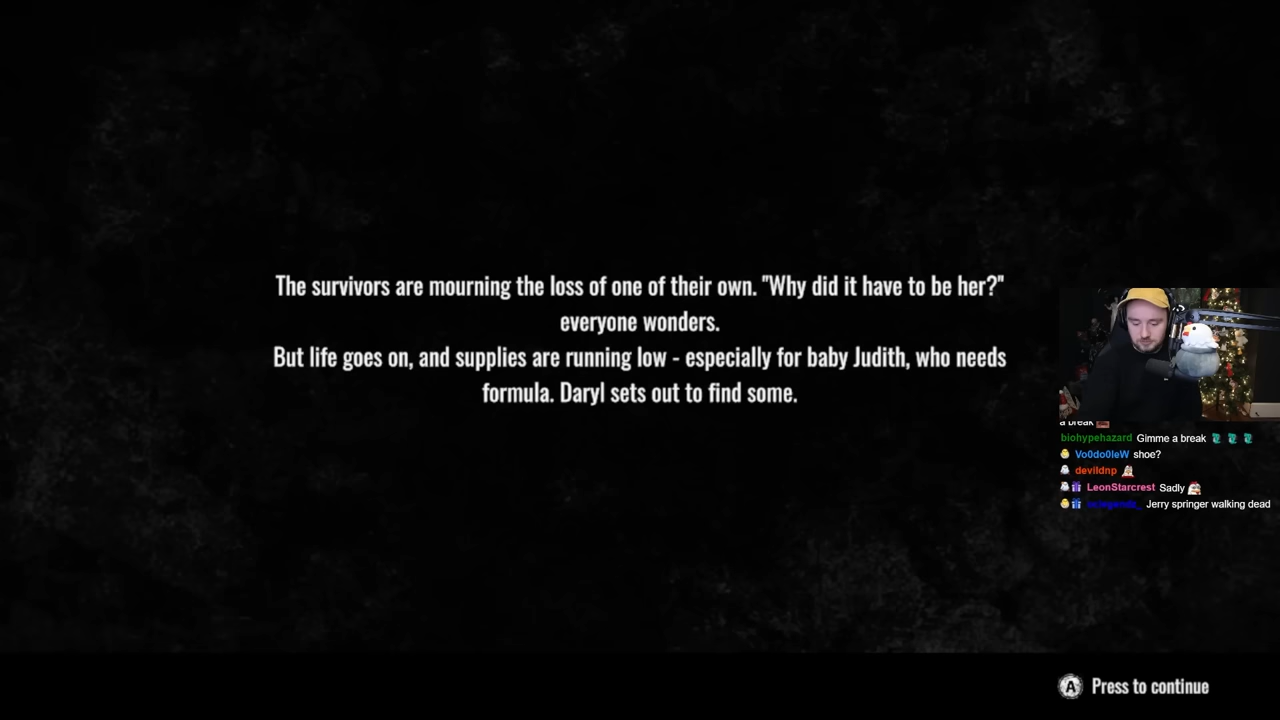 The survivors are mourning the loss of one of their own. "Why did it have to be her?"
everyone wonders.
But life goes on, and supplies are running low - especially for baby Judith, who needs
formula. Daryl sets out to find some.
a break
biohypehazard Gimme a break
Vo0do0leW shoe?
devildnp
LeonStarcrest Sadly
Jerry springer walking dead
A Press to continue